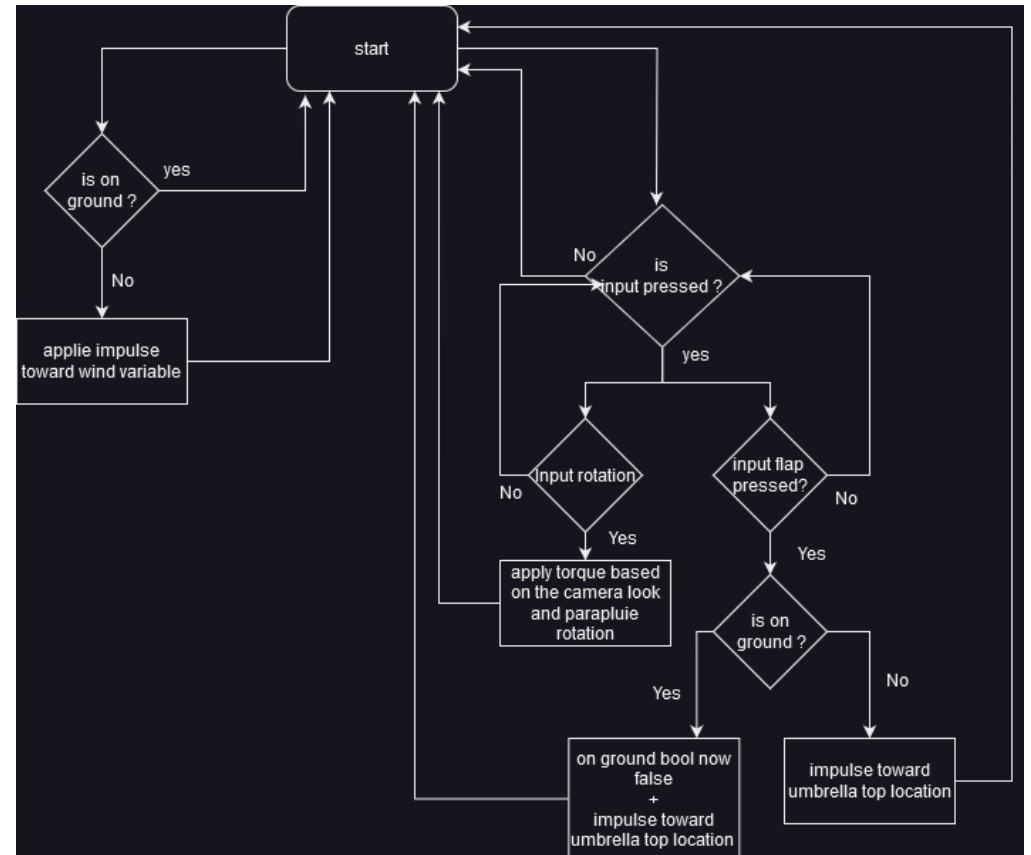 start
is on
ground ?
yes
No
applie impulse
toward wind variable
No
is
input pressed ?
yes
Input rotation
No
Yes
apply torque based
on the camera look
and parapluie
rotation
input flap
pressed?
No
Yes
is on
ground ?
Yes
No
on ground bool now
false
+
impulse toward
umbrella top location
impulse toward
umbrella top location